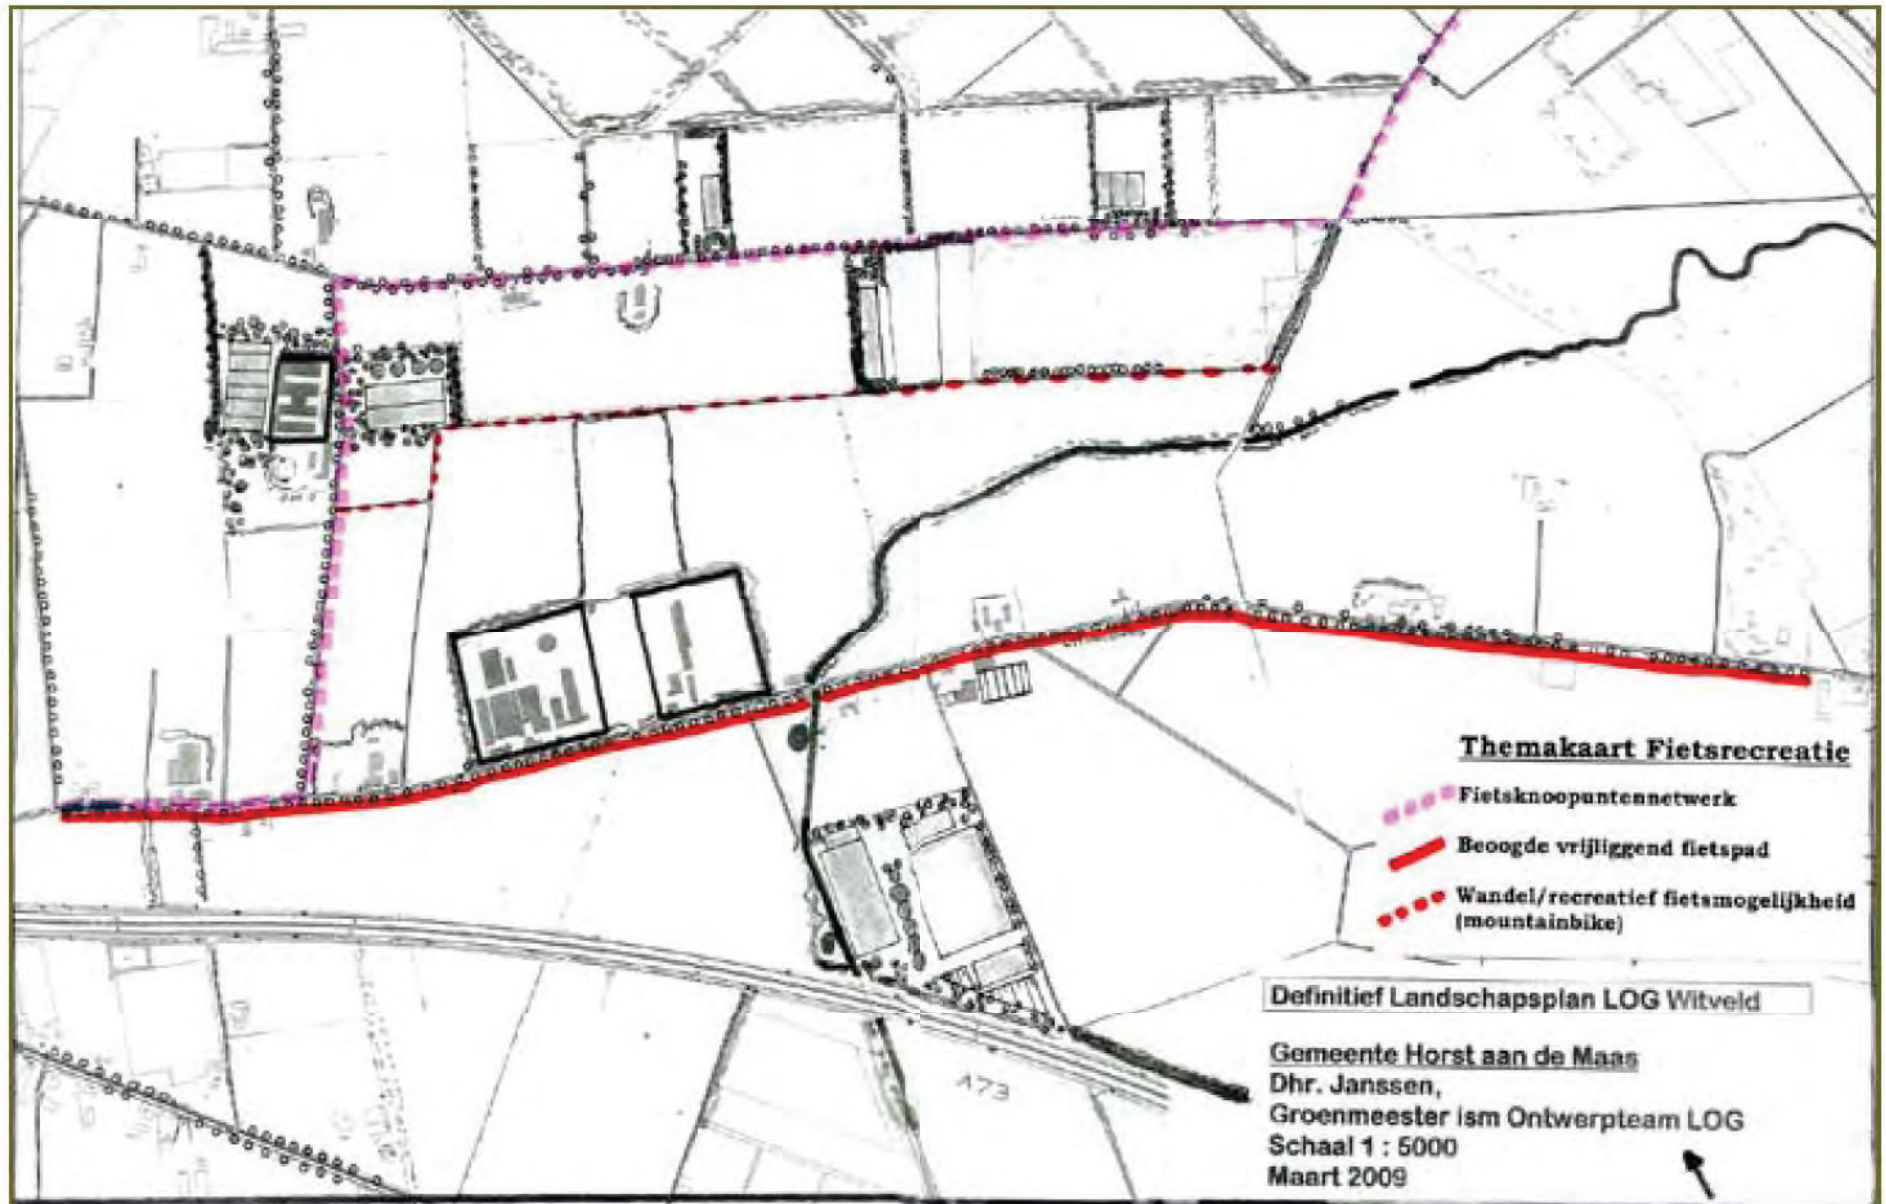 Themakaart Fietsrecreatie
Fietsknoopuntennetwerk
Beoogde vrijliggend fietspad
Wandel/recreatief fietsmogelijkheid
(mountainbike)
Definitief Landschapsplan LOG Witveld
Gemeente Horst aan de Maas
Dhr. Janssen,
Groenmeester ism Ontwerpteam LOG
Schaal 1 : 5000
Maart 2009
A73